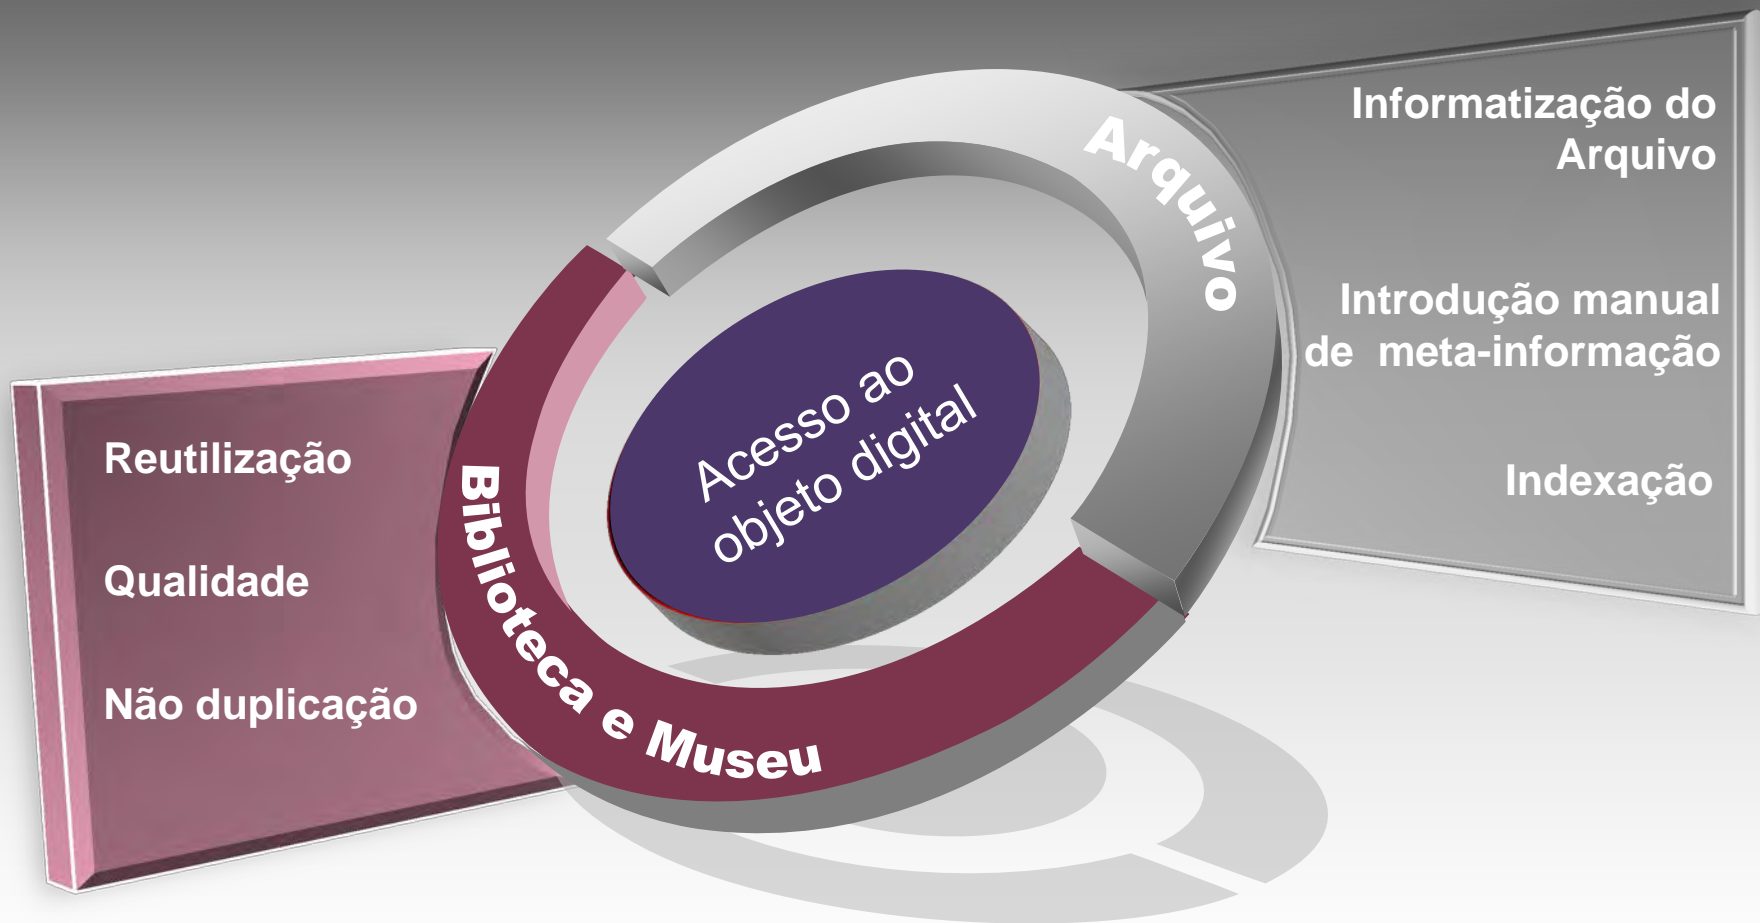 Informatização do
Arquivo
Introdução manual
de meta-informação
Indexação
Arquivo
Acesso ao
objeto digital
Biblioteca e Museu
Reutilização
Qualidade
Não duplicação